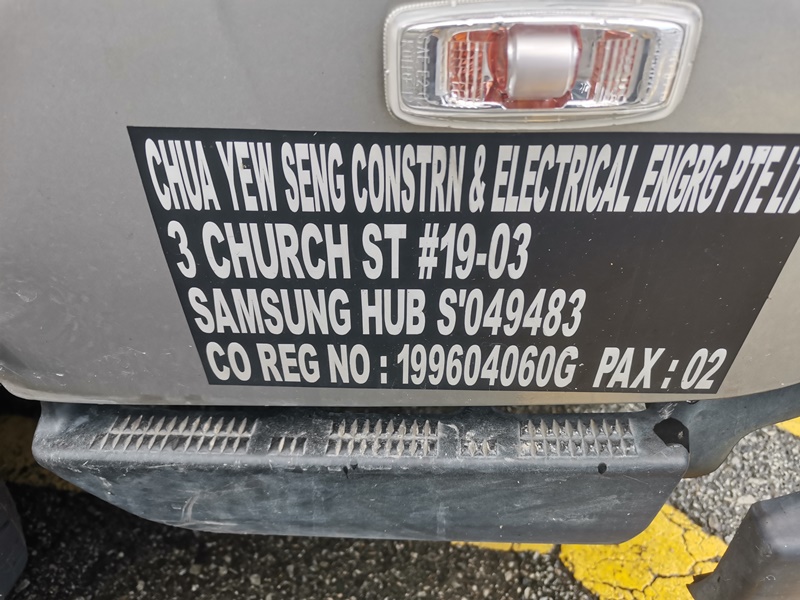 CHUA YEW SENG CONSTRN & ELECTRICAL ENGRG PTE LTD
3 CHURCH ST #19-03
SAMSUNG HUB S'049483
CO REG NO : 199604060G PAX : 02